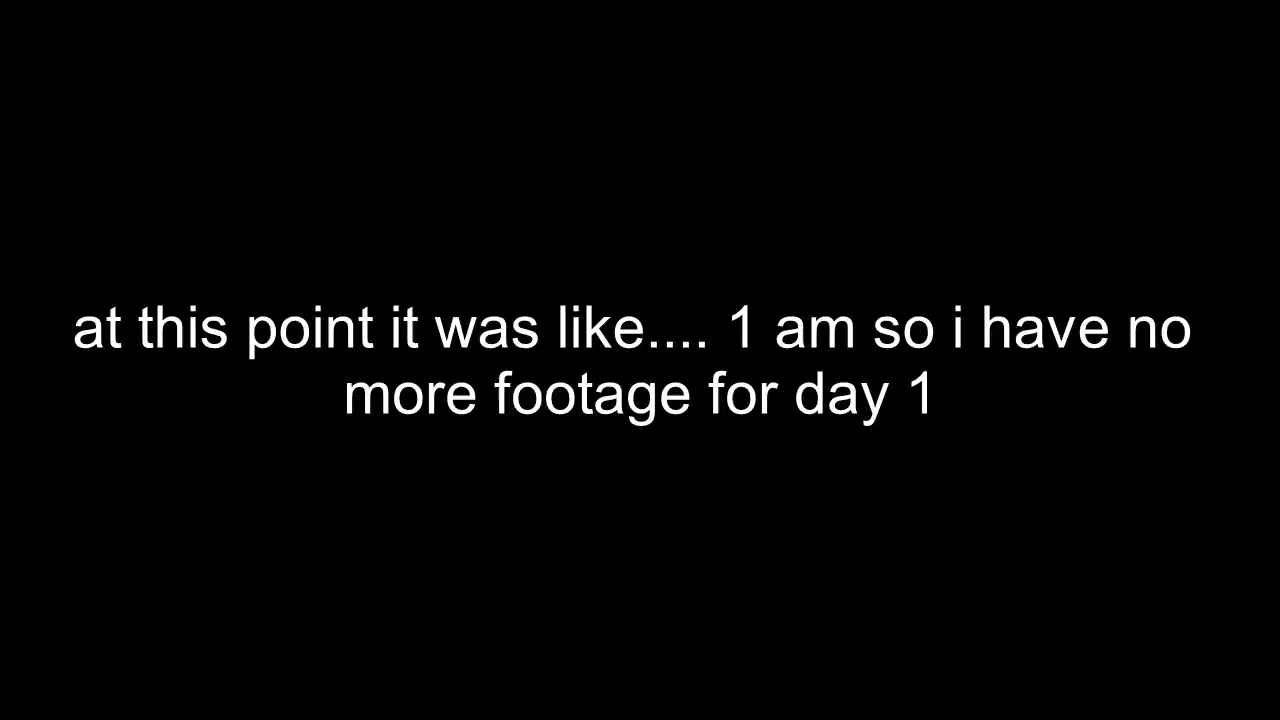 at this point it was like.... 1 am so i have no
more footage for day 1